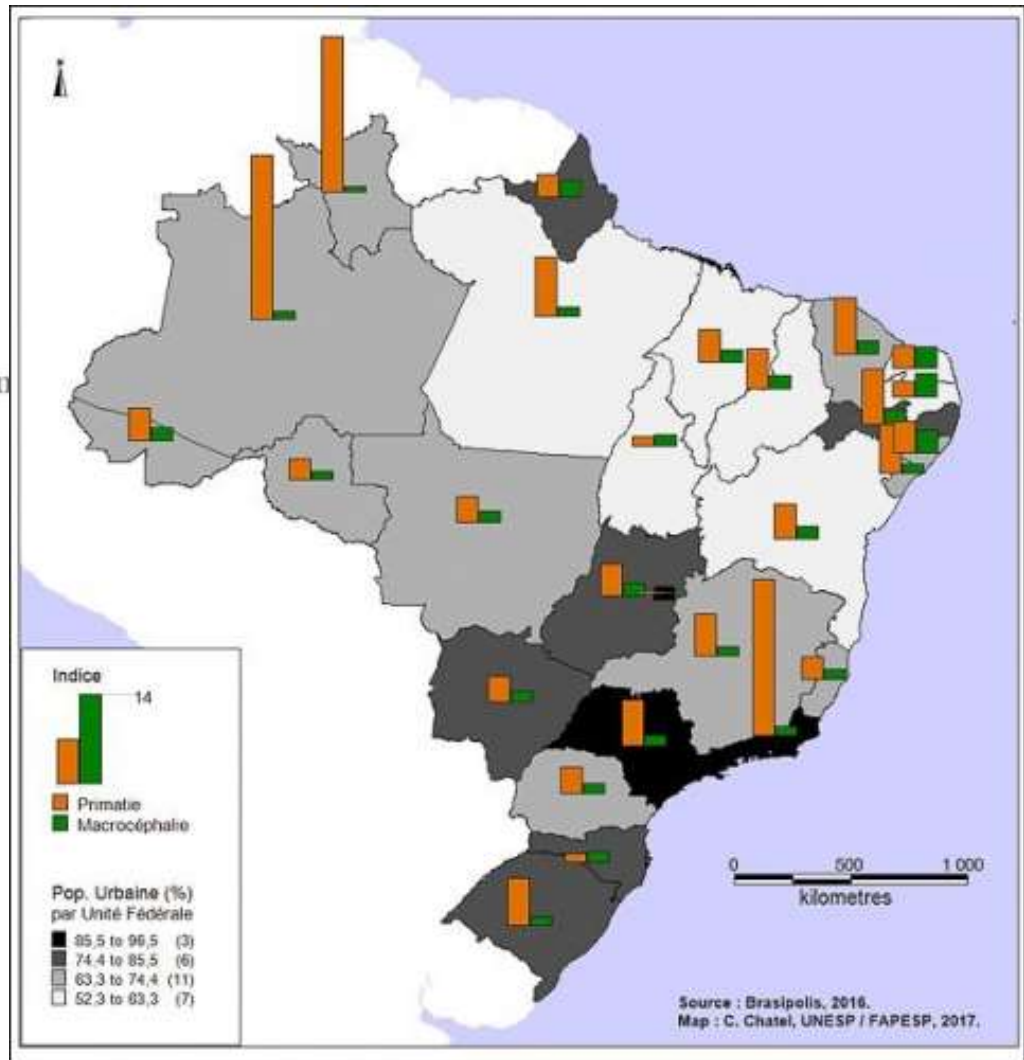 Indice
14
Primatie
Macrocéphalie
Pop. Urbaine (%)
par Unité Fédérale
85,5 to 96,5 (3)
74,4 to 85,5 (6)
63,3 to 74,4 (11)
52,3 to 63,3 (7)
0 500 1 000
kilometres
Source : Brasipolis, 2016.
Map : C. Chatel, UNESP / FAPESP, 2017.